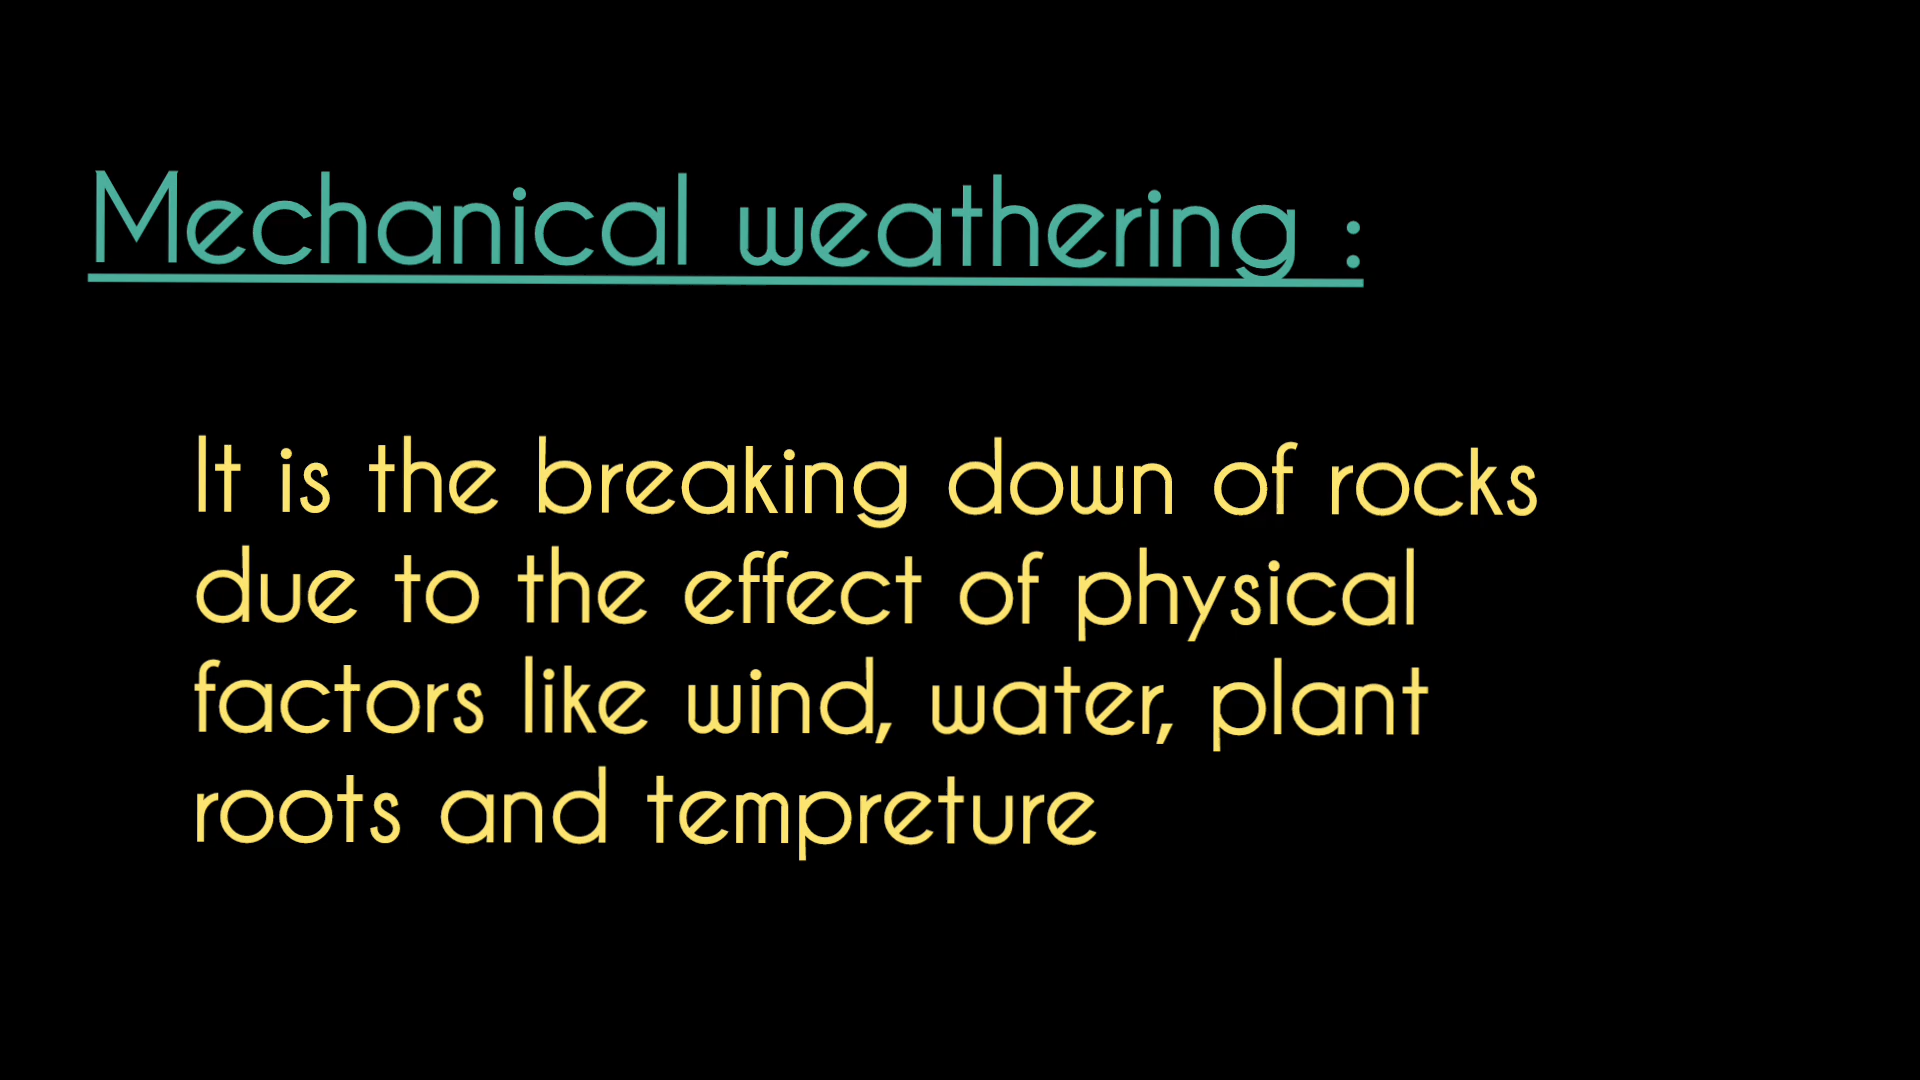 Mechanical weathering :
It is the breaking down of rocks
due to the effect of physical
factors like wind, water, plant
roots and tempreture